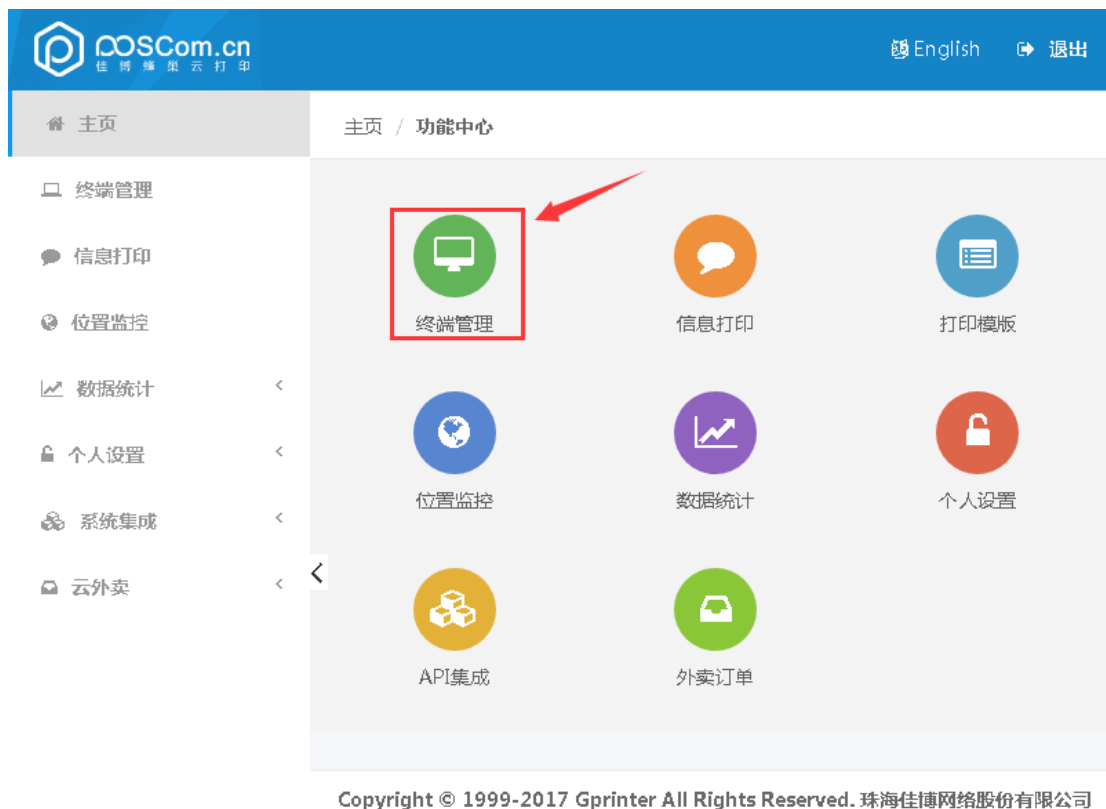 poscom.cn
佳博蜂巢云打印
English 退出
主页
终端管理
信息打印
位置监控
数据统计
个人设置
系统集成
云外卖
主页 / 功能中心
终端管理 信息打印 打印模版
位置监控 数据统计 个人设置
API集成 外卖订单
Copyright © 1999-2017 Gprinter All Rights Reserved. 珠海佳博网络股份有限公司